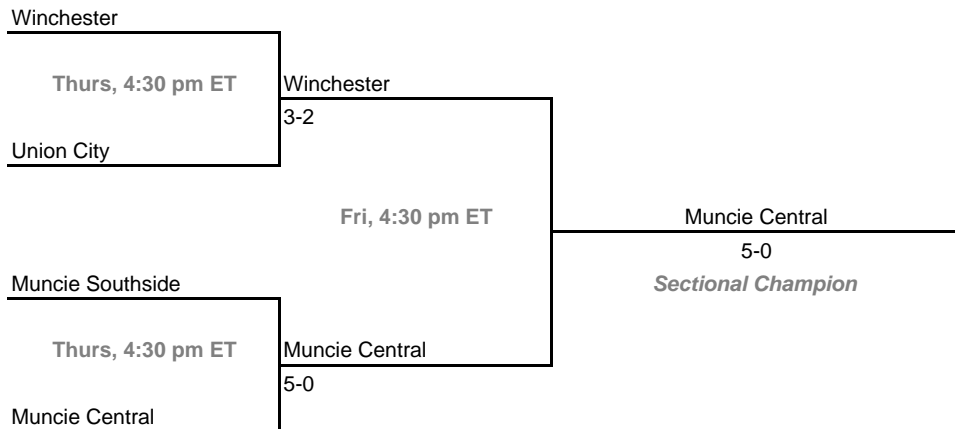 Winchester
Thurs, 4:30 pm ET
Winchester
3-2
Union City
Fri, 4:30 pm ET
Muncie Central
5-0
Sectional Champion
Muncie Southside
Thurs, 4:30 pm ET
Muncie Central
5-0
Muncie Central